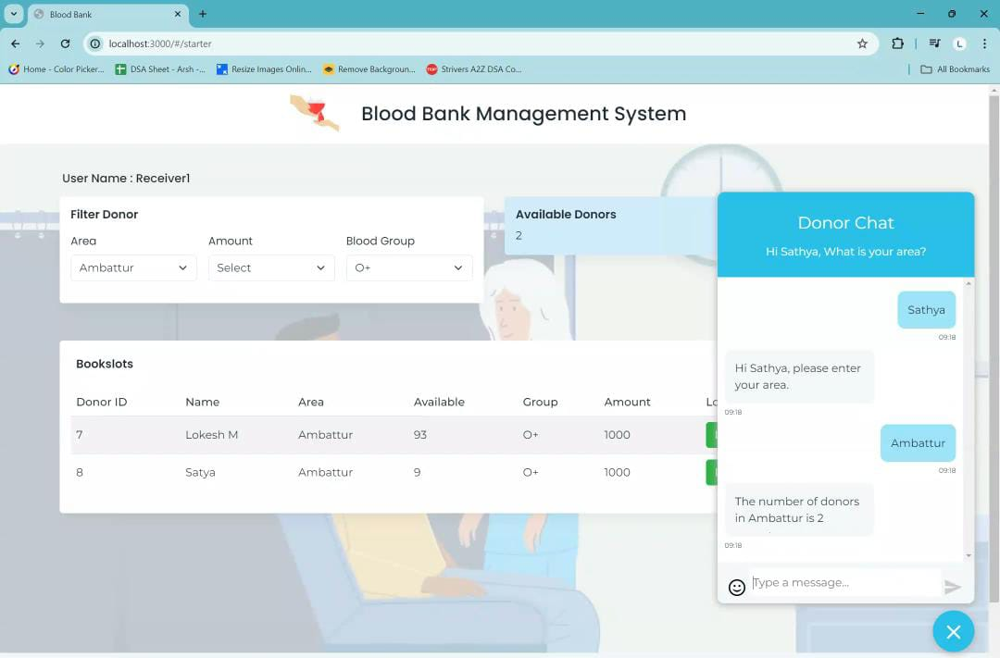 Blood Bank
localhost:3000/#/starter
L
Home - Color Picker...
DSA Sheet - Arsh -...
Resize Images Onlin...
Remove Backgroun...
Strivers A2Z DSA Co...
All Bookmarks
Blood Bank Management System
User Name : Receiver1
Filter Donor
Area
Amount
Blood Group
Ambattur
Select
O+
Available Donors
2
Bookslots
Donor ID Name Area Available Group Amount Lo
7 Lokesh M Ambattur 93 O+ 1000
8 Satya Ambattur 9 O+ 1000
Donor Chat
Hi Sathya, What is your area?
Sathya
09:18
Hi Sathya, please enter
your area.
09:18
Ambattur
09:18
The number of donors
in Ambattur is 2
09:18
Type a message...